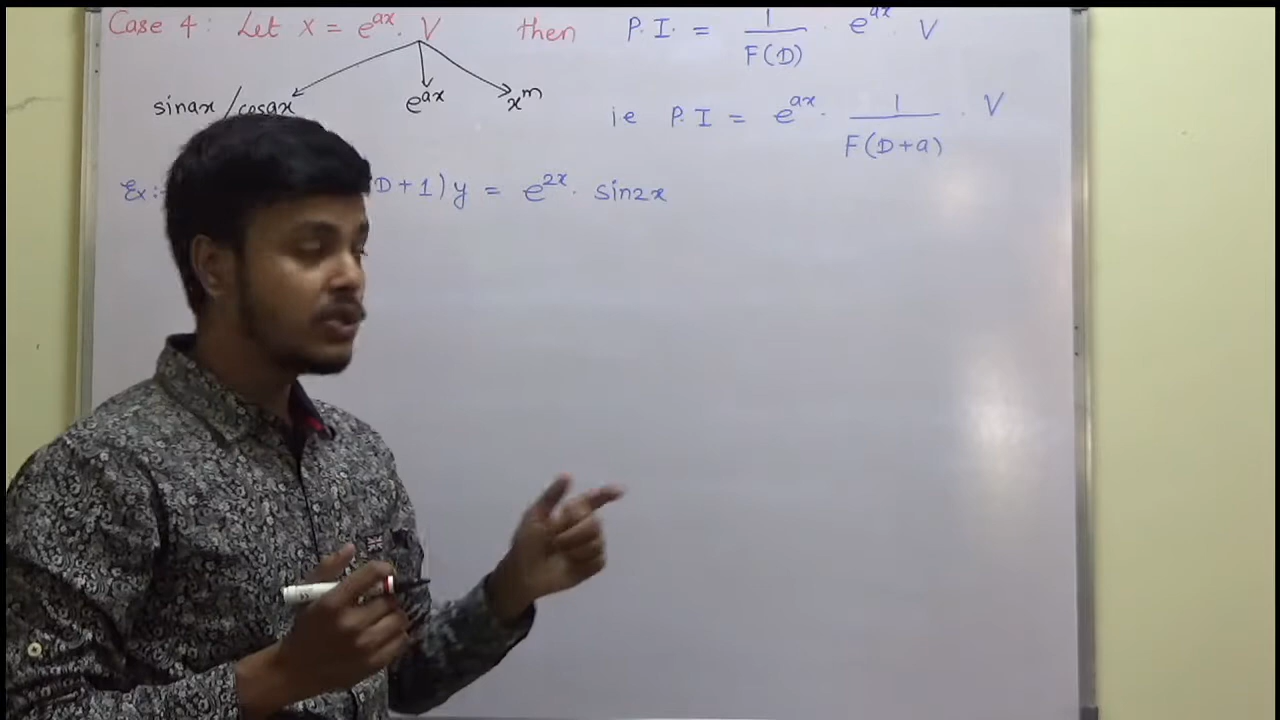 Case 4: Let X = e^{ax} · V then P.I. = 1/F(D) · e^{ax} · V
sinax/cosax e^{ax} x^m
ie P.I = e^{ax} · 1/F(D+a) · V
Ex:- D+1)y = e^{2x} · sin2x